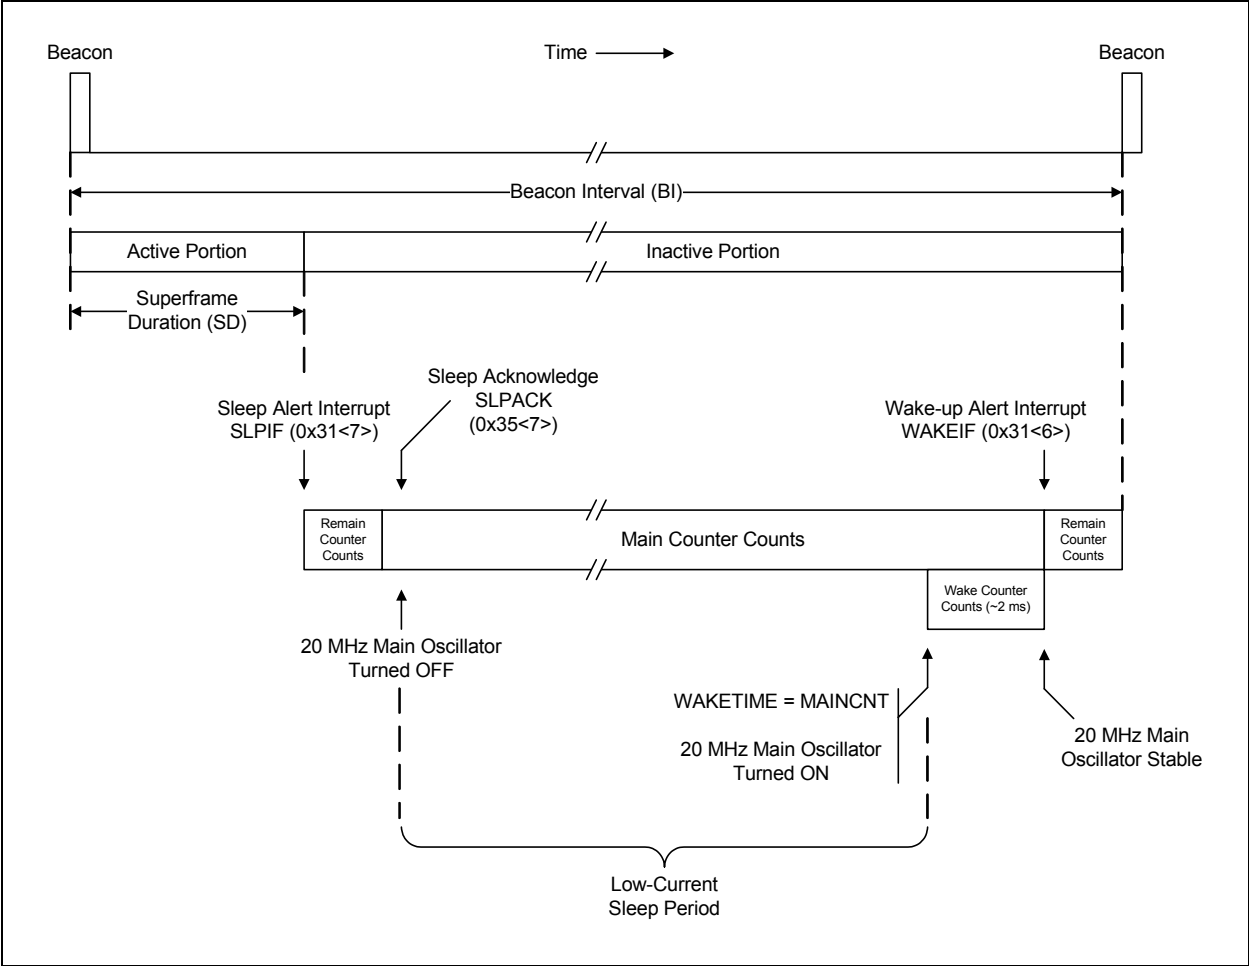 Beacon
Time
Beacon
Beacon Interval (BI)
Active Portion
Inactive Portion
Superframe
Duration (SD)
Sleep Alert Interrupt
SLPIF (0x31<7>)
Sleep Acknowledge
SLPACK
(0x35<7>)
Wake-up Alert Interrupt
WAKEIF (0x31<6>)
Remain
Counter
Counts
Main Counter Counts
Remain
Counter
Counts
Wake Counter
Counts (~2 ms)
20 MHz Main Oscillator
Turned OFF
WAKETIME = MAINCNT
20 MHz Main Oscillator
Turned ON
20 MHz Main
Oscillator Stable
Low-Current
Sleep Period